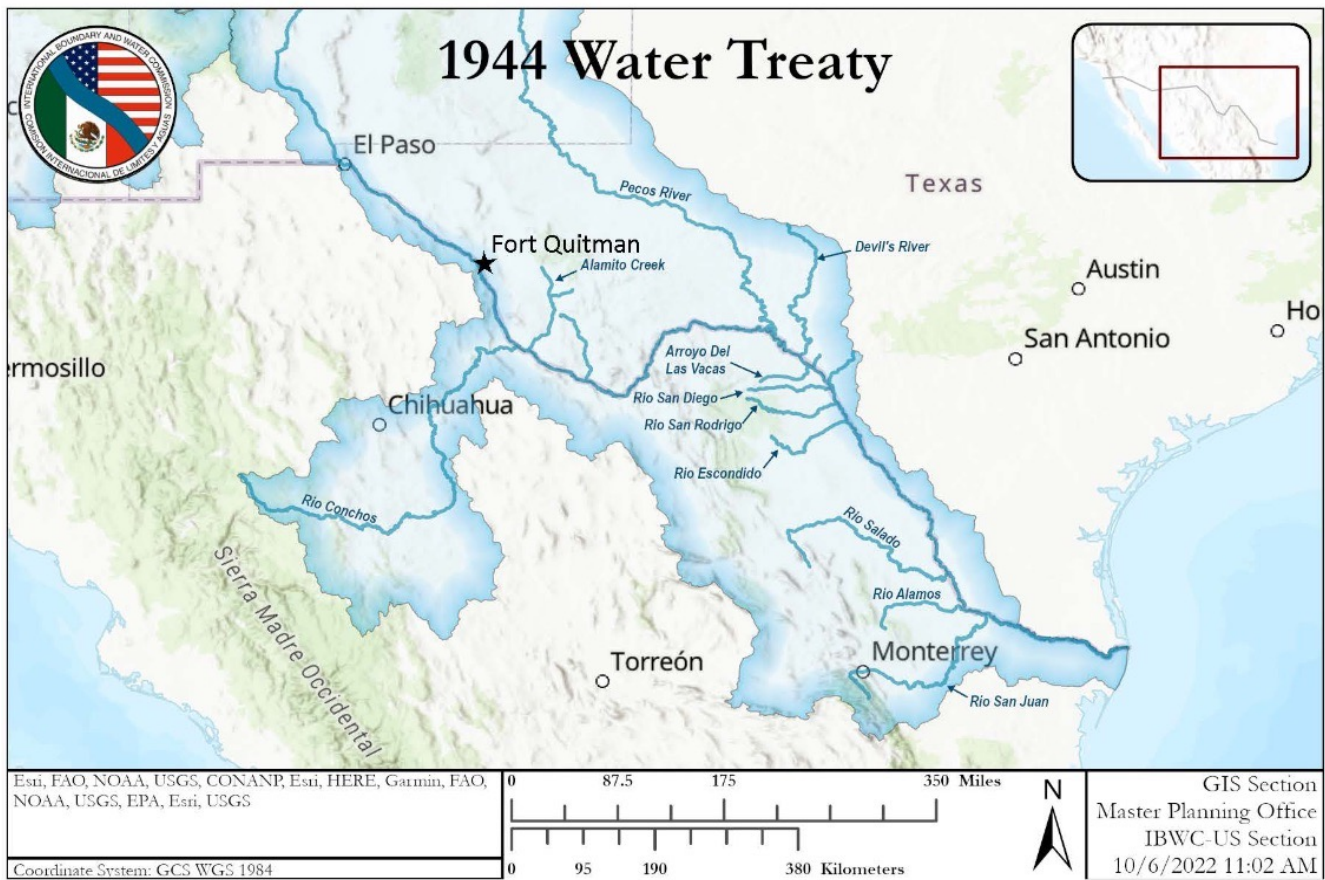 1944 Water Treaty
INTERNATIONAL BOUNDARY AND WATER COMMISSION
COMISION INTERNACIONAL DE LIMITES Y AGUAS
El Paso
Pecos River
Texas
Fort Quitman
Devil's River
Alamito Creek
Austin
Ho
San Antonio
Arroyo Del
Las Vacas
ermosillo
Rio San Diego
Chihuahua
Rio San Rodrigo
Rio Escondido
Rio Conchos
Rio Salado
Sierra Madre Occidental
Rio Alamos
Monterrey
Torreón
Rio San Juan
Esri, FAO, NOAA, USGS, CONANP, Esri, HERE, Garmin, FAO,
NOAA, USGS, EPA, Esri, USGS
Coordinate System: GCS WGS 1984
0 87.5 175 350 Miles
0 95 190 380 Kilometers
N
GIS Section
Master Planning Office
IBWC-US Section
10/6/2022 11:02 AM